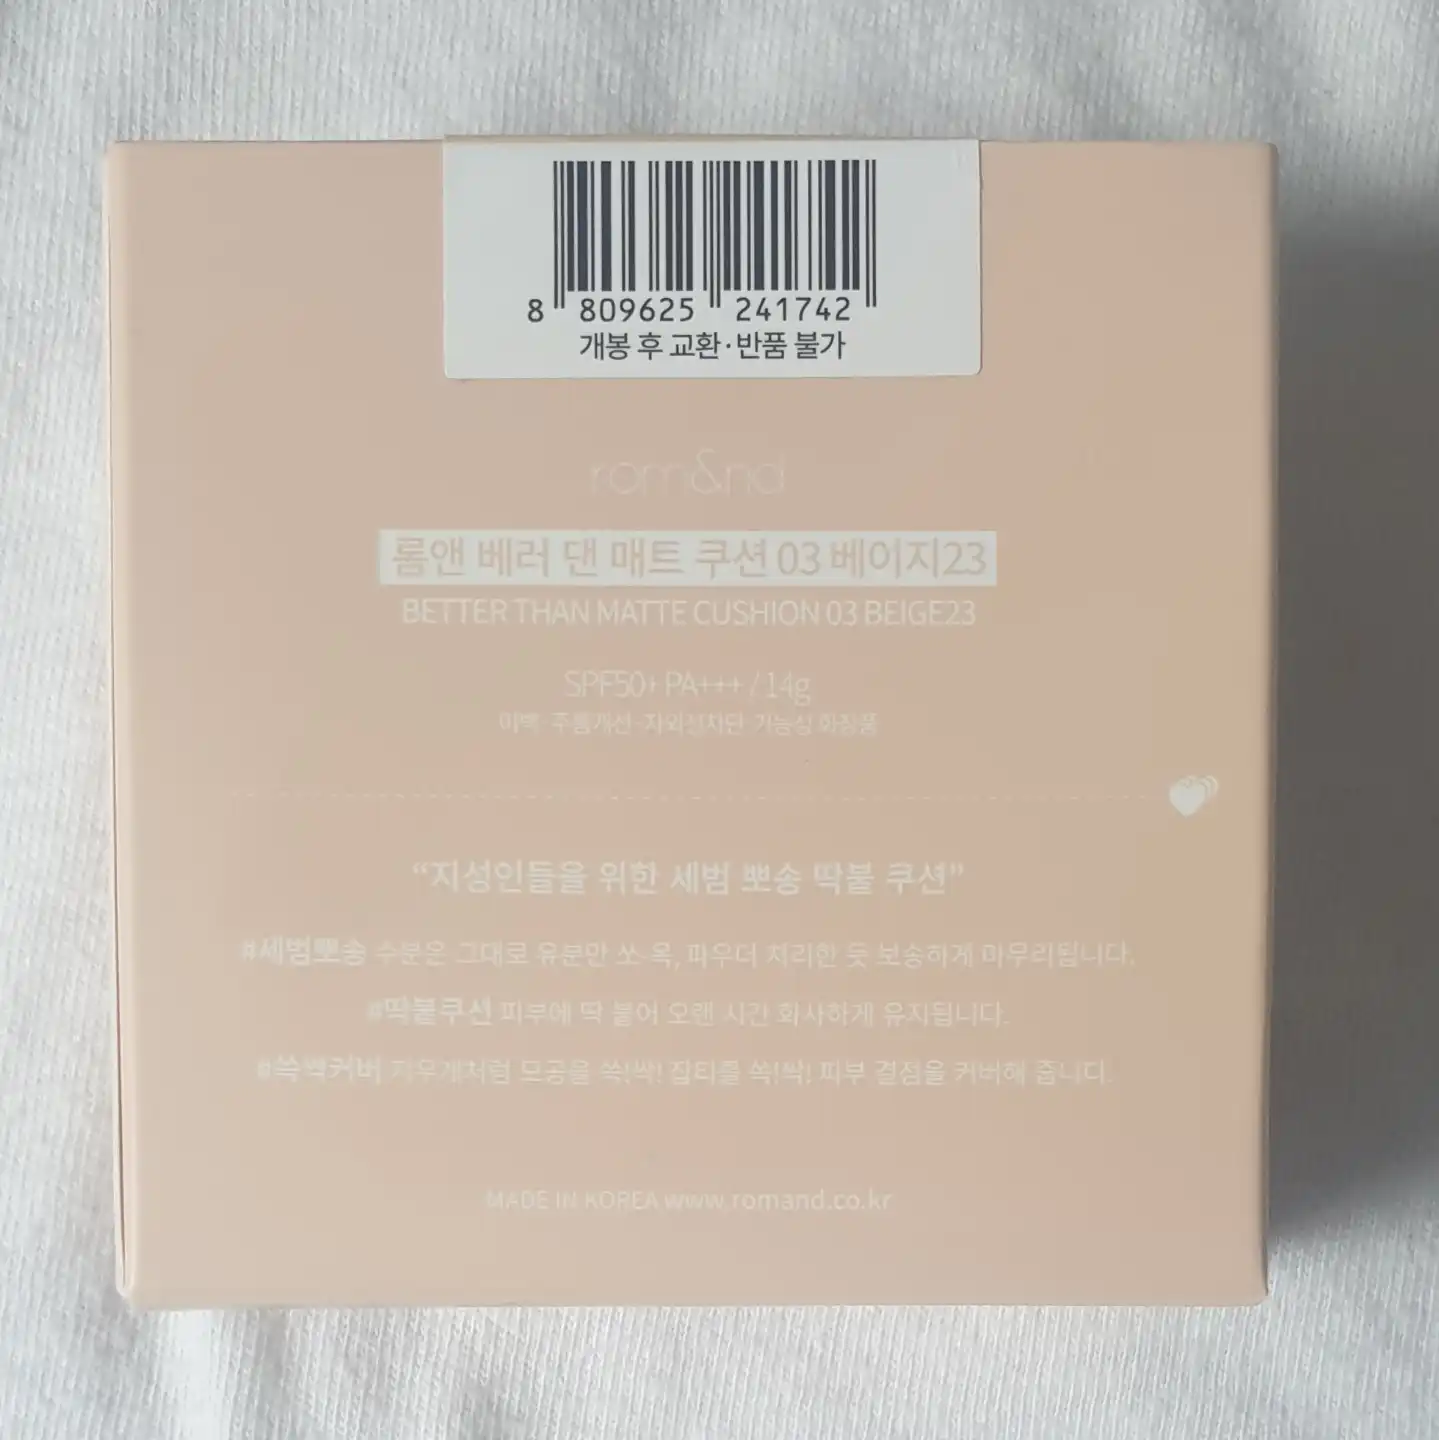 8 809625 241742
개봉 후 교환·반품 불가
rom&nd
롬앤 베러 댄 매트 쿠션 03 베이지23
BETTER THAN MATTE CUSHION 03 BEIGE23
SPF50+ PA+++ / 14g
미백·주름개선·자외선차단 기능성 화장품
“지성인들을 위한 세범 뽀송 딱붙 쿠션”
#세범뽀송 수분은 그대로 유분만 쏘-옥, 파우더 처리한 듯 보송하게 마무리됩니다.
#딱붙쿠션 피부에 딱 붙어 오랜 시간 화사하게 유지됩니다.
#쓱싹커버 지우개처럼 모공을 쓱!싹! 잡티를 쓱!싹! 피부 결점을 커버해 줍니다.
MADE IN KOREA www.romand.co.kr